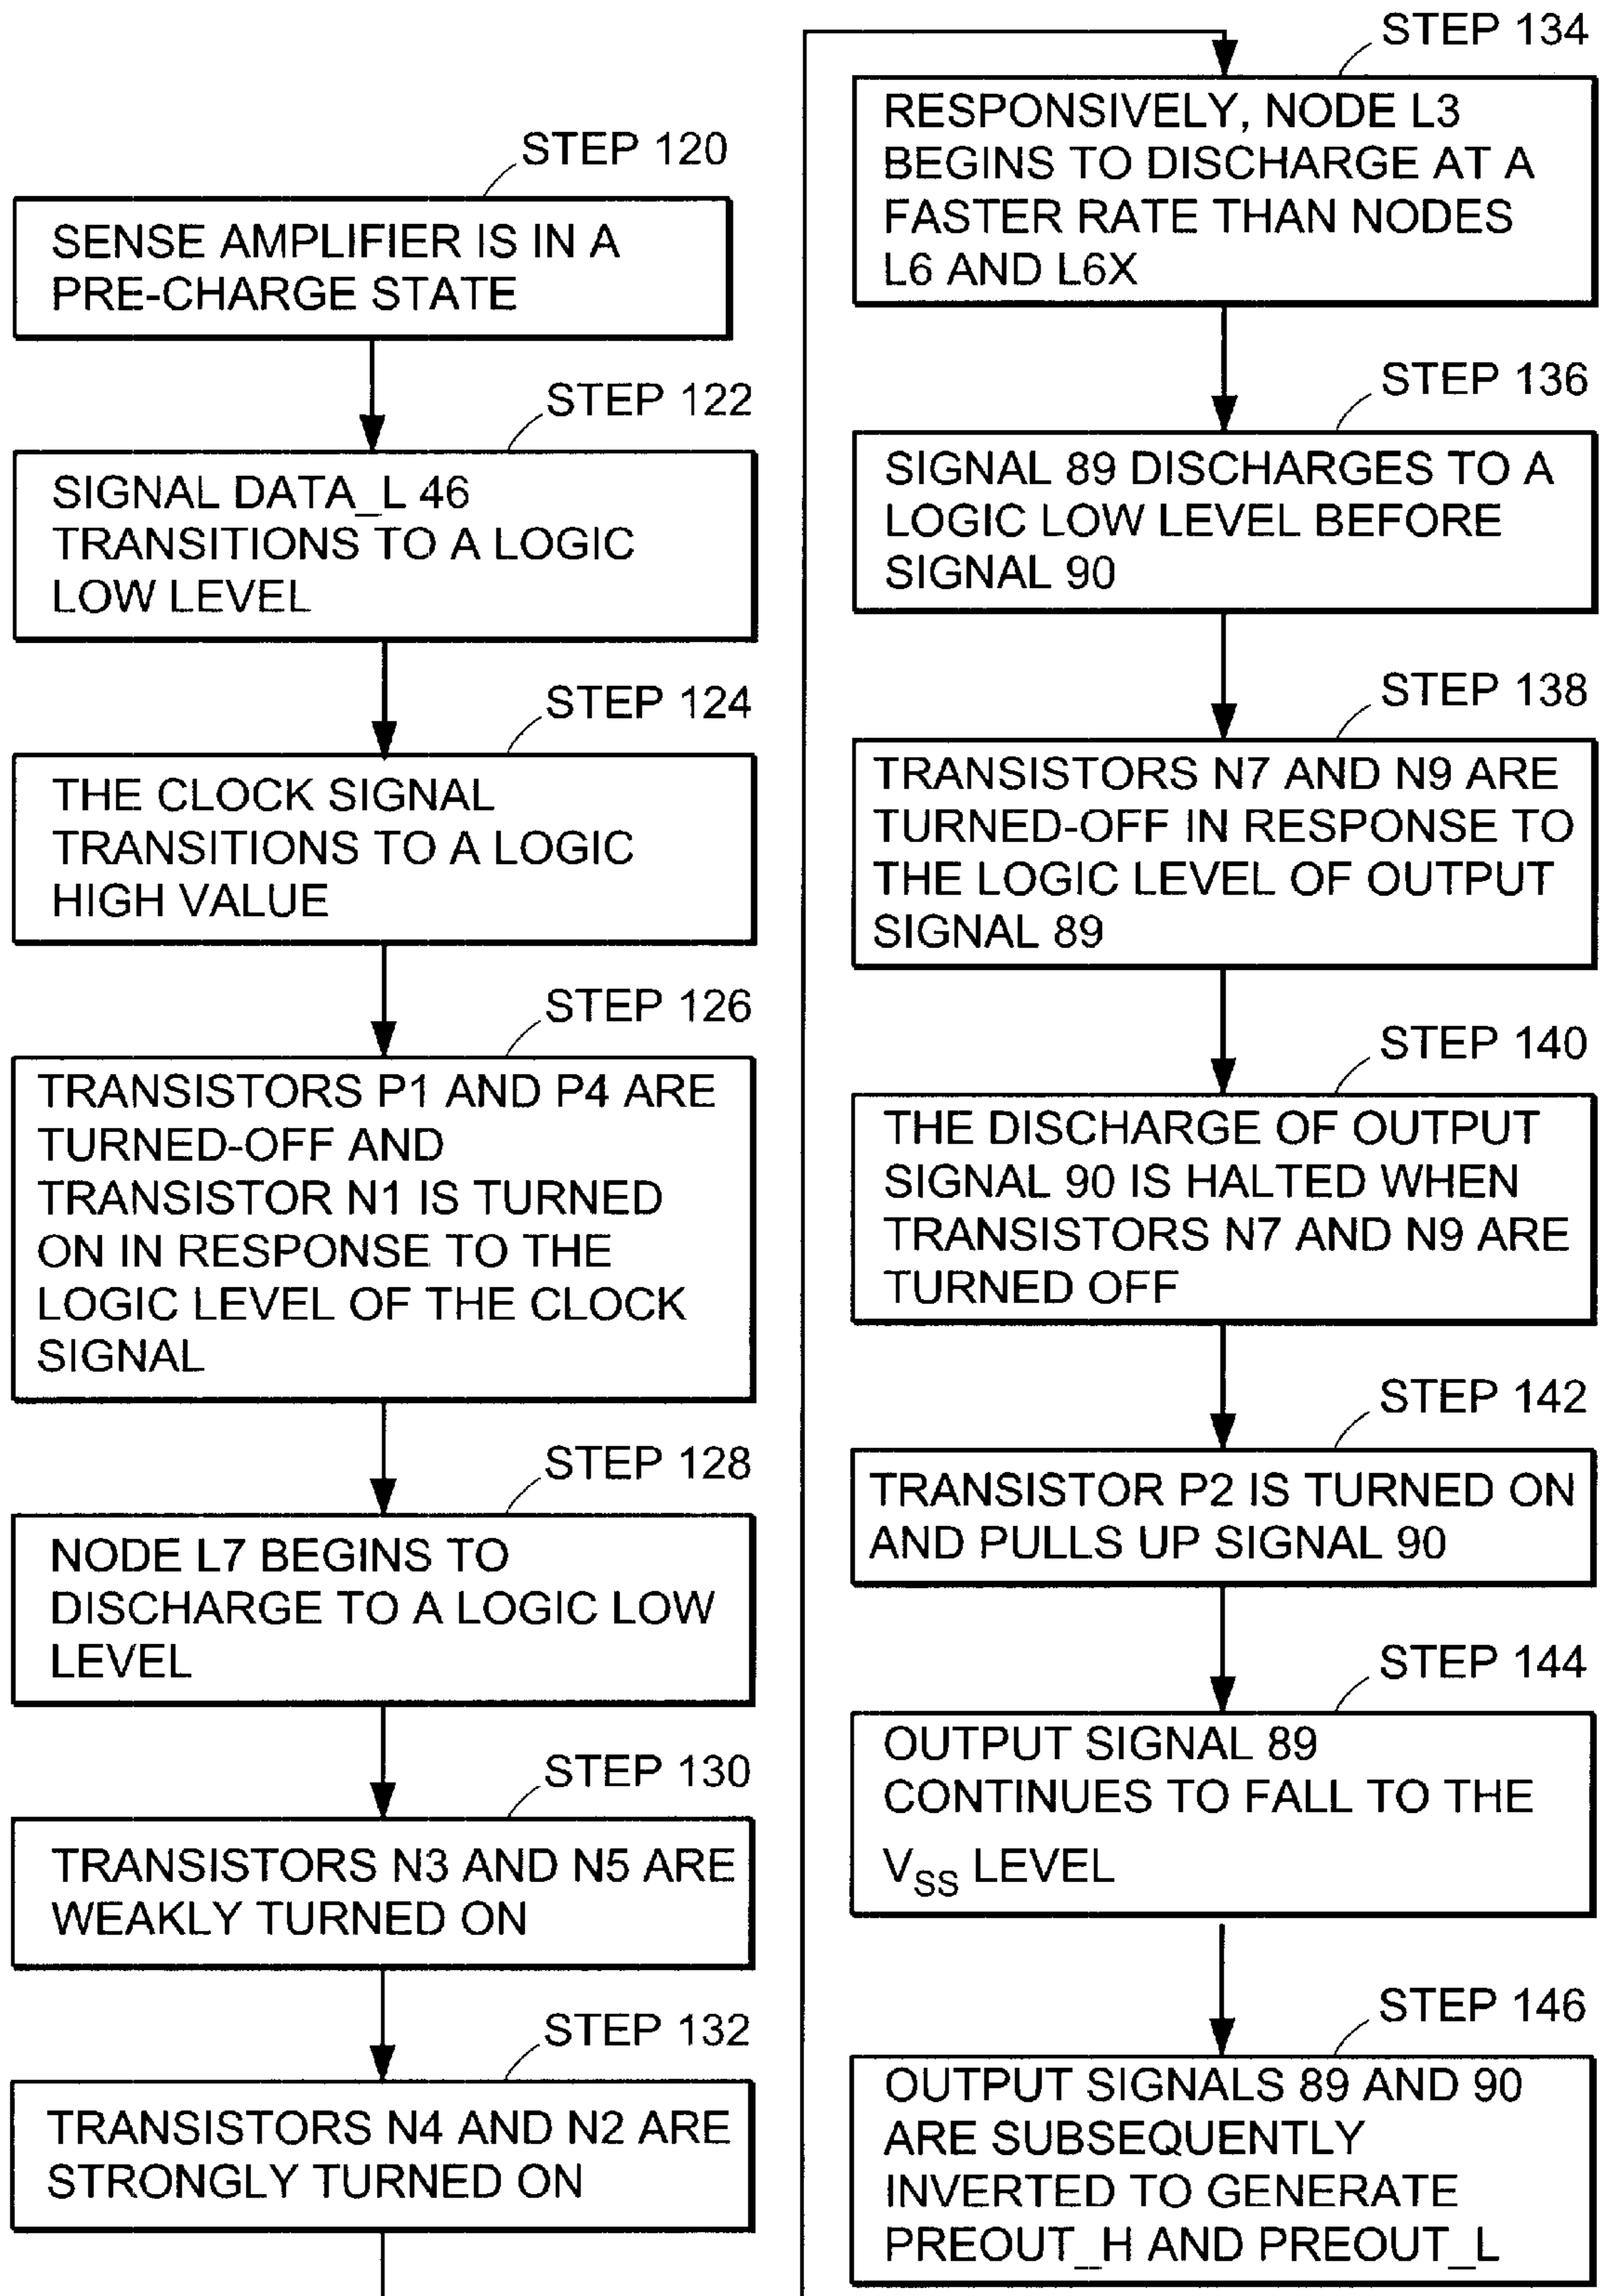 STEP 120
SENSE AMPLIFIER IS IN A
PRE-CHARGE STATE
STEP 122
SIGNAL DATA_L 46
TRANSITIONS TO A LOGIC
LOW LEVEL
STEP 124
THE CLOCK SIGNAL
TRANSITIONS TO A LOGIC
HIGH VALUE
STEP 126
TRANSISTORS P1 AND P4 ARE
TURNED-OFF AND
TRANSISTOR N1 IS TURNED
ON IN RESPONSE TO THE
LOGIC LEVEL OF THE CLOCK
SIGNAL
STEP 128
NODE L7 BEGINS TO
DISCHARGE TO A LOGIC LOW
LEVEL
STEP 130
TRANSISTORS N3 AND N5 ARE
WEAKLY TURNED ON
STEP 132
TRANSISTORS N4 AND N2 ARE
STRONGLY TURNED ON
STEP 134
RESPONSIVELY, NODE L3
BEGINS TO DISCHARGE AT A
FASTER RATE THAN NODES
L6 AND L6X
STEP 136
SIGNAL 89 DISCHARGES TO A
LOGIC LOW LEVEL BEFORE
SIGNAL 90
STEP 138
TRANSISTORS N7 AND N9 ARE
TURNED-OFF IN RESPONSE TO
THE LOGIC LEVEL OF OUTPUT
SIGNAL 89
STEP 140
THE DISCHARGE OF OUTPUT
SIGNAL 90 IS HALTED WHEN
TRANSISTORS N7 AND N9 ARE
TURNED OFF
STEP 142
TRANSISTOR P2 IS TURNED ON
AND PULLS UP SIGNAL 90
STEP 144
OUTPUT SIGNAL 89
CONTINUES TO FALL TO THE
VSS LEVEL
STEP 146
OUTPUT SIGNALS 89 AND 90
ARE SUBSEQUENTLY
INVERTED TO GENERATE
PREOUT_H AND PREOUT_L